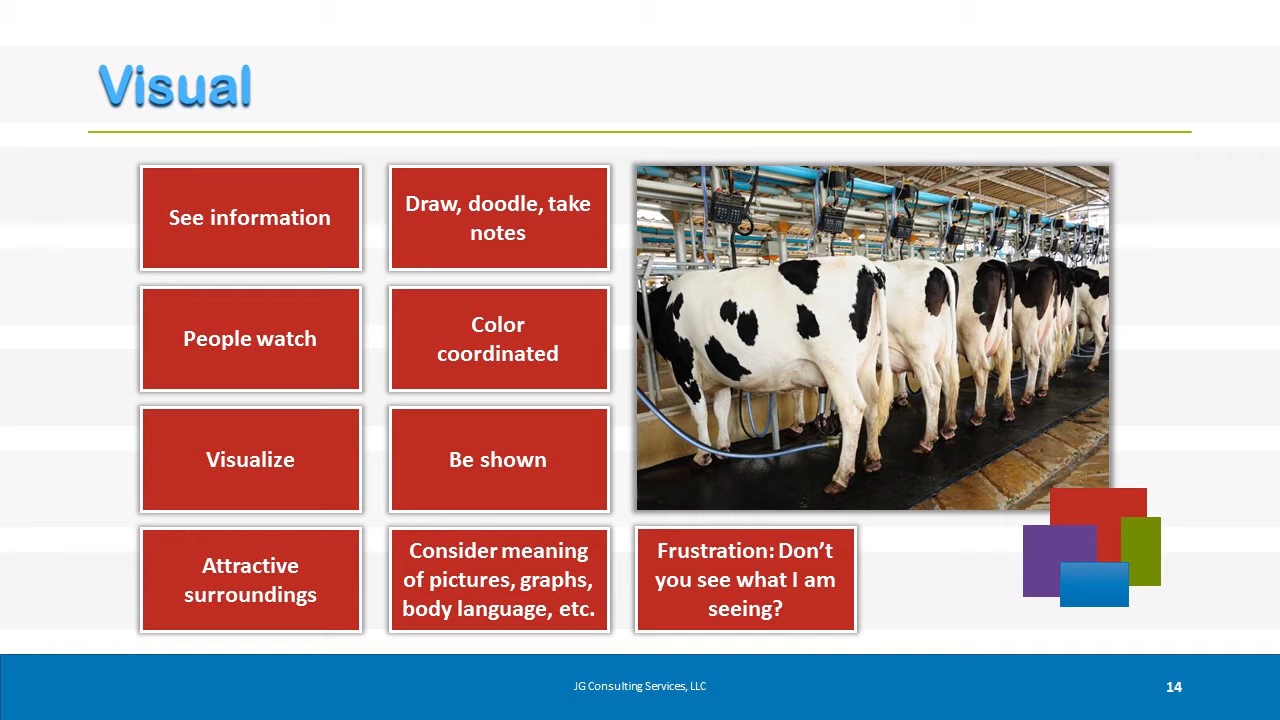 Visual
See information
Draw, doodle, take
notes
People watch
Color
coordinated
Visualize
Be shown
Attractive
surroundings
Consider meaning
of pictures, graphs,
body language, etc.
Frustration: Don’t
you see what I am
seeing?
JG Consulting Services, LLC
14